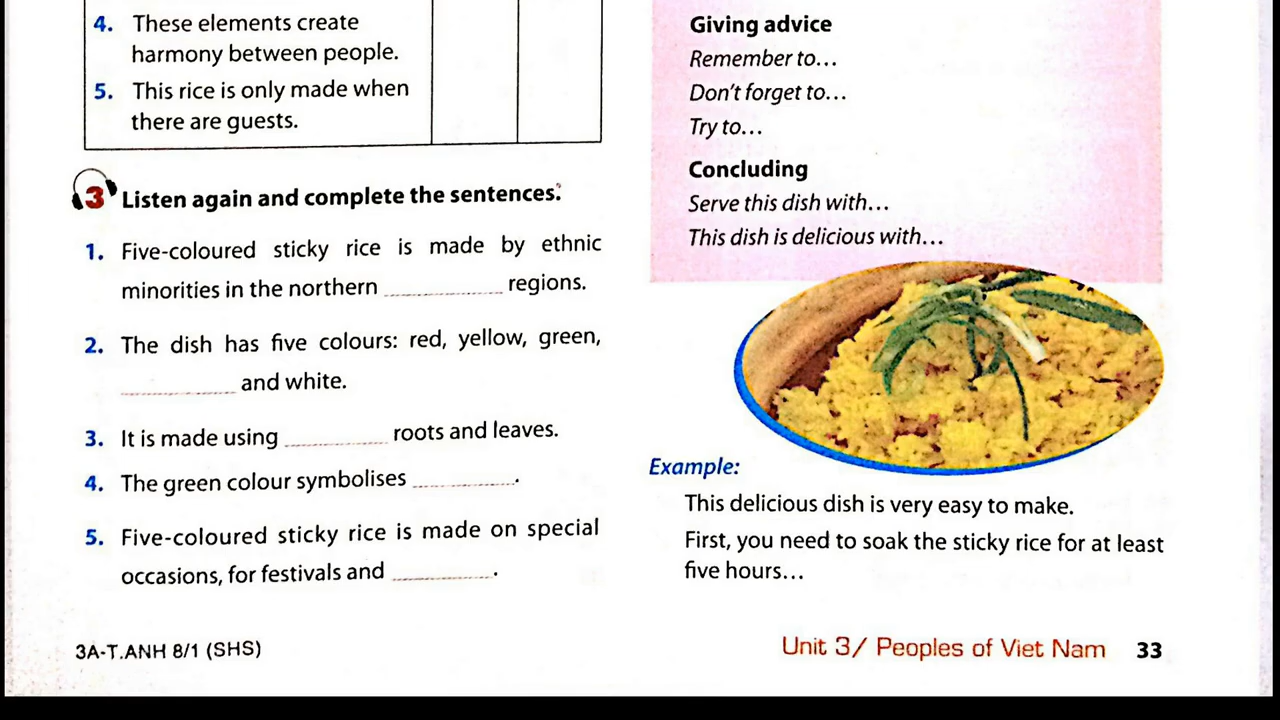 4. These elements create
harmony between people.
5. This rice is only made when
there are guests.
3 Listen again and complete the sentences.
1. Five-coloured sticky rice is made by ethnic
minorities in the northern ............ regions.
2. The dish has five colours: red, yellow, green,
............ and white.
3. It is made using ............ roots and leaves.
4. The green colour symbolises .............
5. Five-coloured sticky rice is made on special
occasions, for festivals and .............
Giving advice
Remember to...
Don't forget to...
Try to...
Concluding
Serve this dish with...
This dish is delicious with...
Example:
This delicious dish is very easy to make.
First, you need to soak the sticky rice for at least
five hours...
3A-T.ANH 8/1 (SHS)
Unit 3/ Peoples of Viet Nam 33